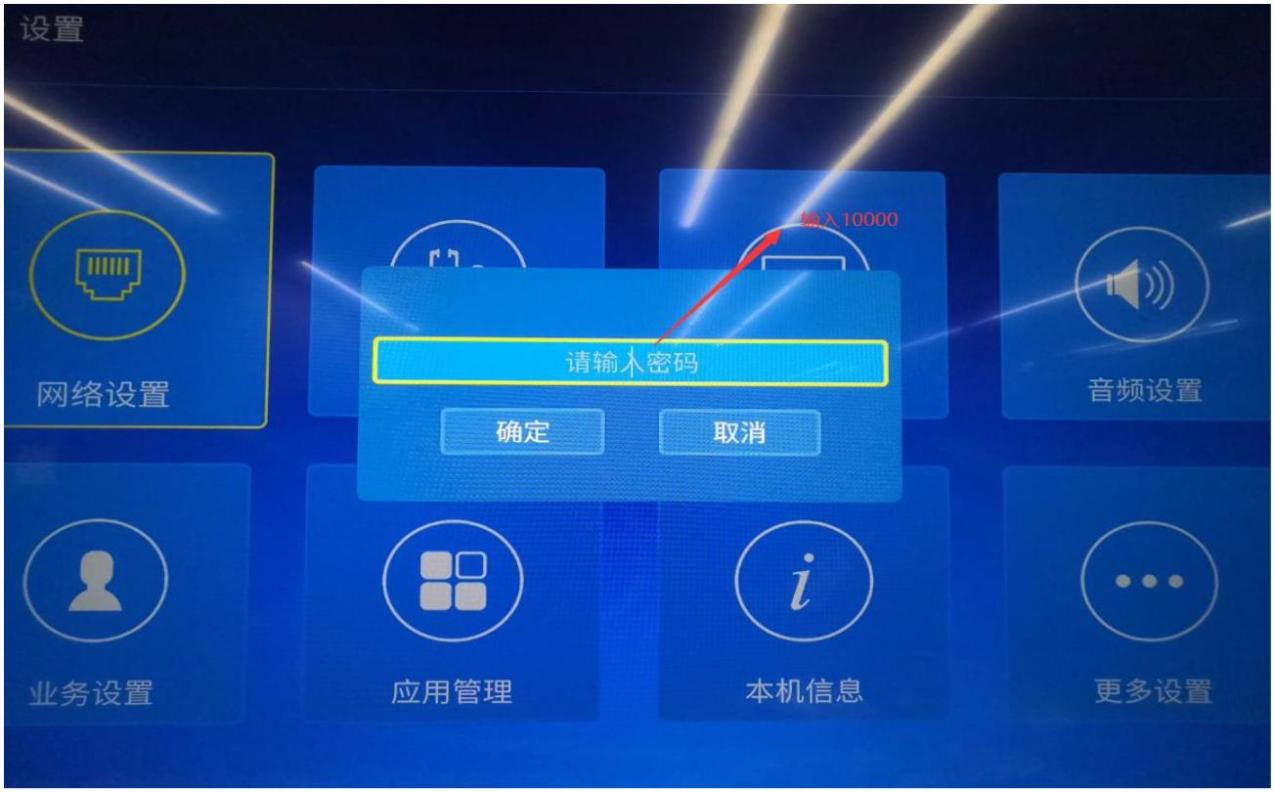 设置
输入10000
请输入密码
确定
取消
网络设置
音频设置
业务设置
应用管理
本机信息
更多设置